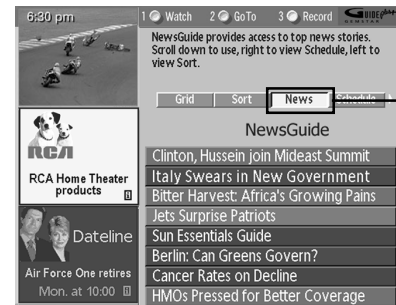 6:30 pm
1 Watch 2 GoTo 3 Record GUIDE
NewsGuide provides access to top news stories.
Scroll down to use, right to view Schedule, left to
view Sort.
Grid Sort News Schedule
NewsGuide
RCA
RCA Home Theater
products
Clinton, Hussein join Mideast Summit
Italy Swears in New Government
Bitter Harvest: Africa's Growing Pains
Jets Surprise Patriots
Sun Essentials Guide
Berlin: Can Greens Govern?
Cancer Rates on Decline
HMOs Pressed for Better Coverage
Dateline
Air Force One retires
Mon. at 10:00